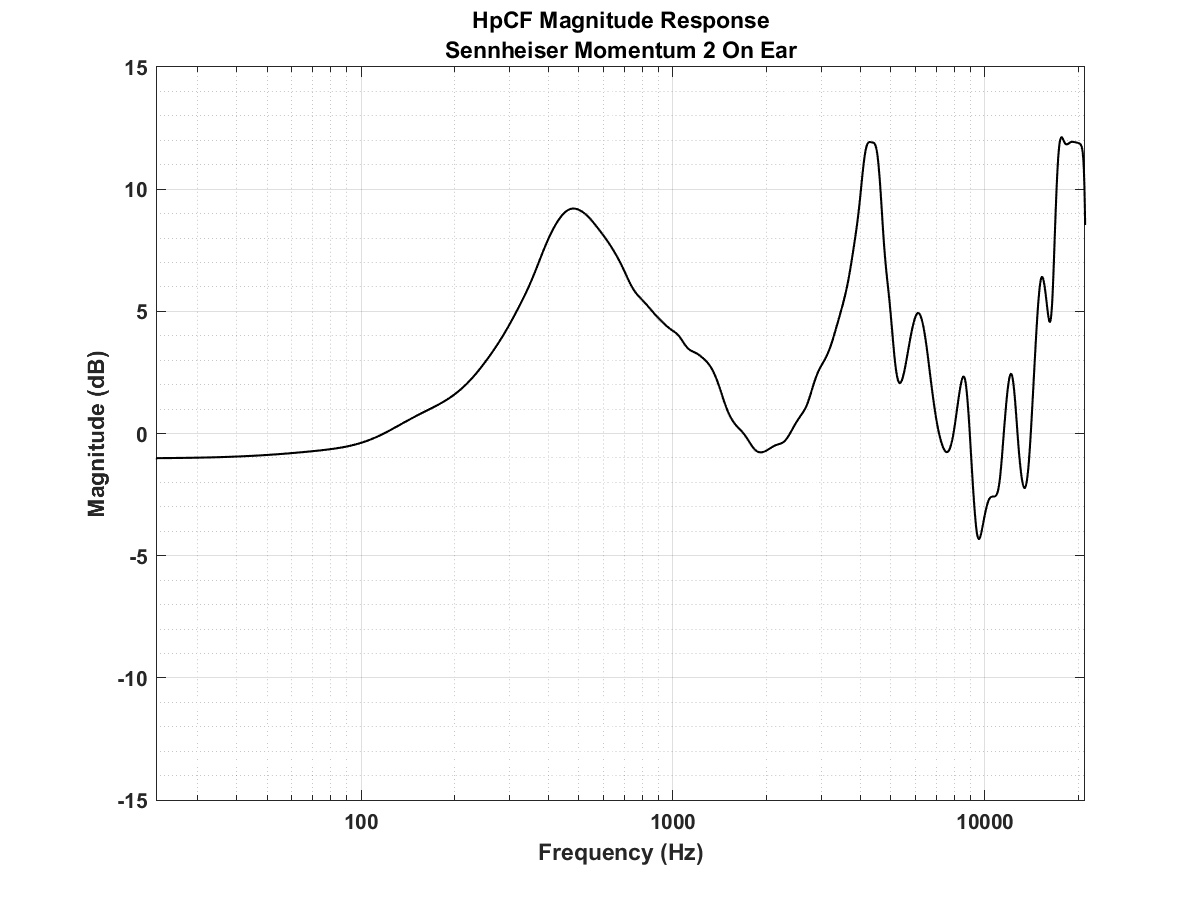 HpCF Magnitude Response
Sennheiser Momentum 2 On Ear
15
10
5
0
-5
-10
-15
Magnitude (dB)
100
1000
10000
Frequency (Hz)